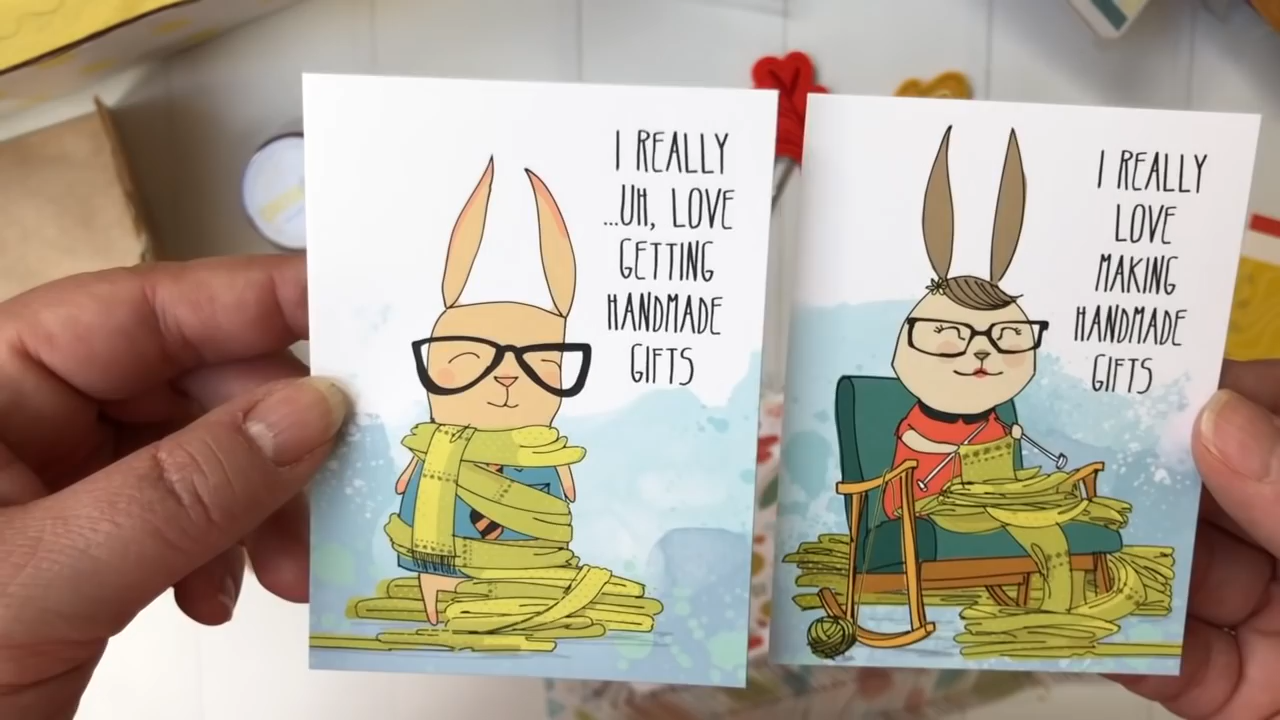 I REALLY
...UH, LOVE
GETTING
HANDMADE
GIFTS
I REALLY
LOVE
MAKING
HANDMADE
GIFTS